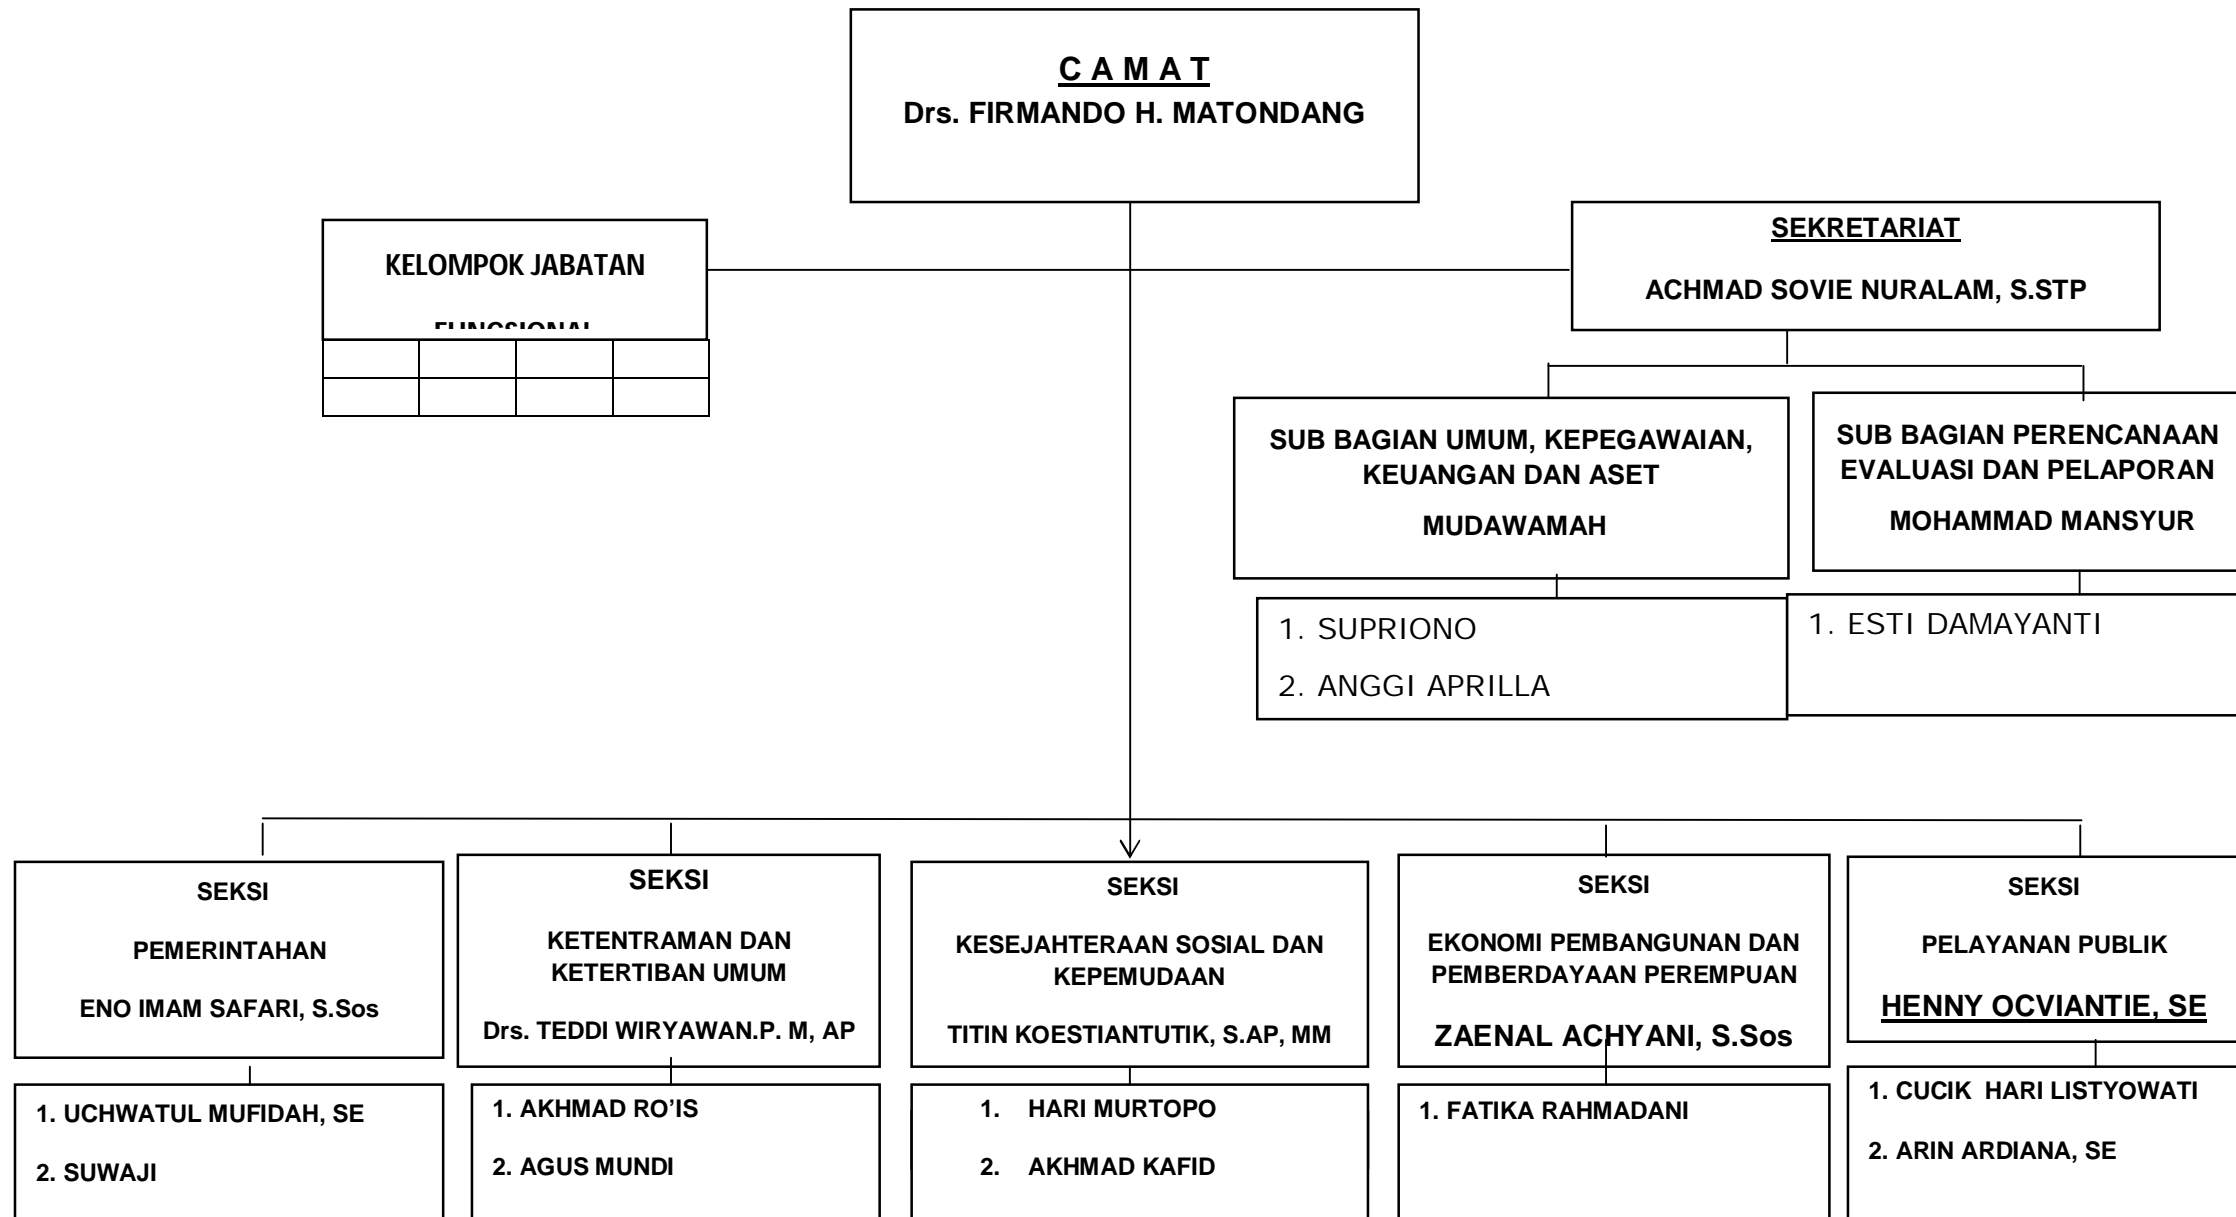 C A M A T
Drs. FIRMANDO H. MATONDANG
KELOMPOK JABATAN
FUNGSIONAL
SEKRETARIAT
ACHMAD SOVIE NURALAM, S.STP
SUB BAGIAN UMUM, KEPEGAWAIAN,
KEUANGAN DAN ASET
MUDAWAMAH
SUB BAGIAN PERENCANAAN
EVALUASI DAN PELAPORAN
MOHAMMAD MANSYUR
1. SUPRIONO
2. ANGGI APRILLA
1. ESTI DAMAYANTI
SEKSI
PEMERINTAHAN
ENO IMAM SAFARI, S.Sos
SEKSI
KETENTRAMAN DAN
KETERTIBAN UMUM
Drs. TEDDI WIRYAWAN.P. M, AP
SEKSI
KESEJAHTERAAN SOSIAL DAN
KEPEMUDAAN
TITIN KOESTIANTUTIK, S.AP, MM
SEKSI
EKONOMI PEMBANGUNAN DAN
PEMBERDAYAAN PEREMPUAN
ZAENAL ACHYANI, S.Sos
SEKSI
PELAYANAN PUBLIK
HENNY OCVIANTIE, SE
1. UCHWATUL MUFIDAH, SE
2. SUWAJI
1. AKHMAD RO’IS
2. AGUS MUNDI
1. HARI MURTOPO
2. AKHMAD KAFID
1. FATIKA RAHMADANI
1. CUCIK  HARI LISTYOWATI
2. ARIN ARDIANA, SE